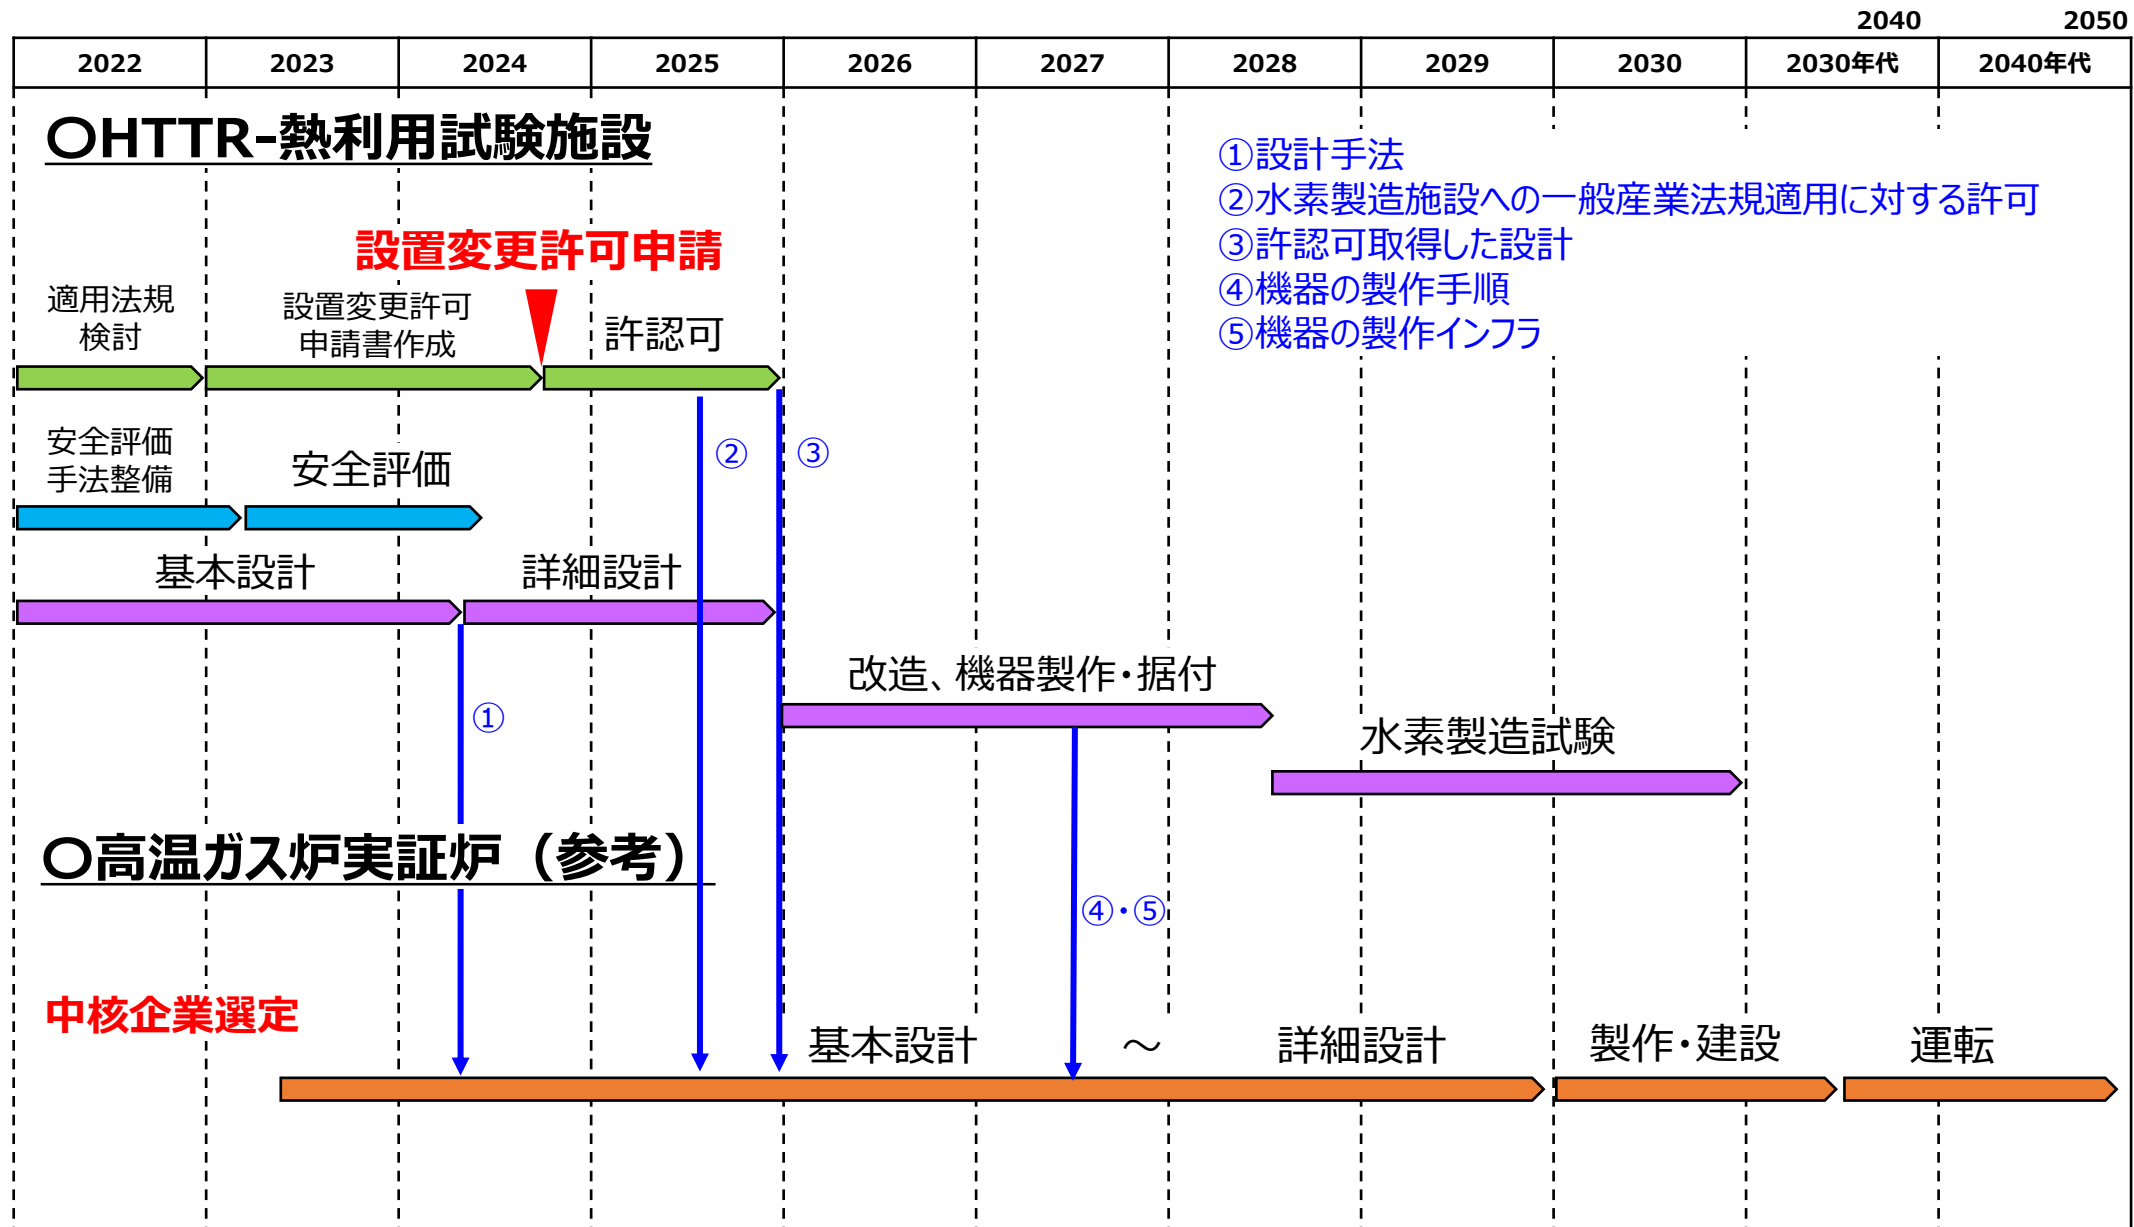 2040 2050
2022 2023 2024 2025 2026 2027 2028 2029 2030 2030年代 2040年代
〇HTTR-熱利用試験施設
①設計手法
②水素製造施設への一般産業法規適用に対する許可
③許認可取得した設計
④機器の製作手順
⑤機器の製作インフラ
設置変更許可申請
適用法規
検討
設置変更許可
申請書作成
許認可
安全評価
手法整備
安全評価
②
③
基本設計
詳細設計
①
改造、機器製作・据付
水素製造試験
④・⑤
〇高温ガス炉実証炉（参考）
中核企業選定
基本設計 ～ 詳細設計
製作・建設
運転